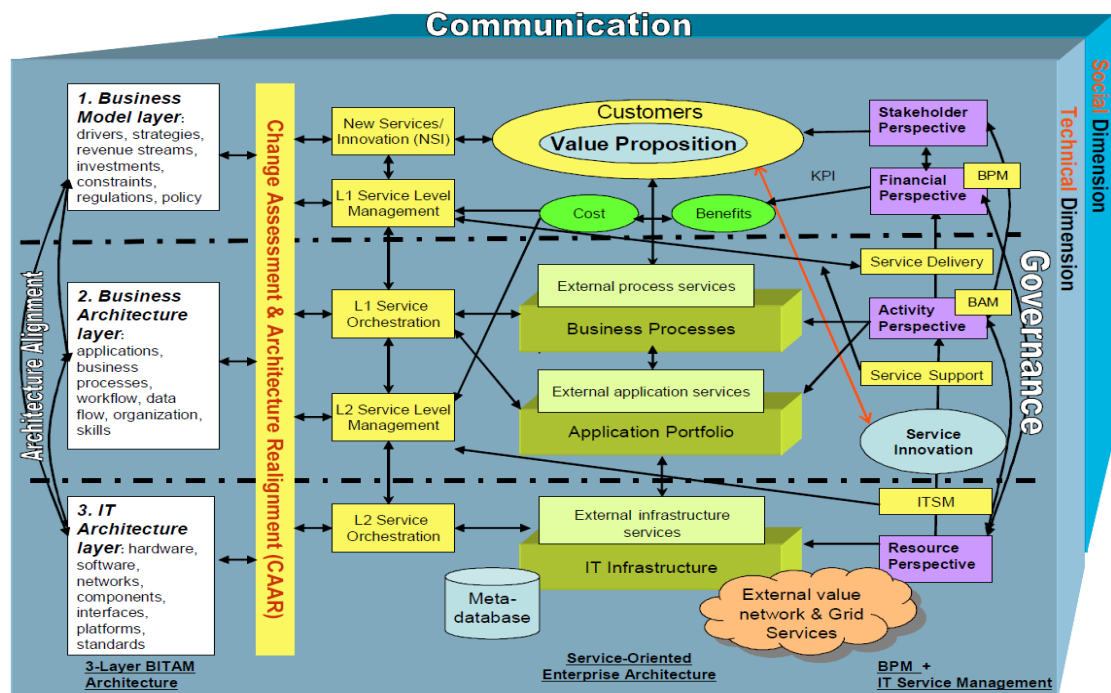 Communication
Social Dimension
Technical Dimension
Governance
Architecture Alignment
1. Business
Model layer:
drivers, strategies,
revenue streams,
investments,
constraints,
regulations, policy
2. Business
Architecture layer:
applications,
business
processes,
workflow, data
flow, organization,
skills
3. IT
Architecture
layer: hardware,
software,
networks,
components,
interfaces,
platforms,
standards
3-Layer BITAM
Architecture
Change Assessment & Architecture Realignment (CAAR)
New Services/
Innovation (NSI)
L1 Service Level
Management
L1 Service
Orchestration
L2 Service Level
Management
L2 Service
Orchestration
Customers
Value Proposition
Cost
Benefits
KPI
External process services
Business Processes
External application services
Application Portfolio
External infrastructure
services
IT Infrastructure
Meta-
database
External value
network & Grid
Services
Service-Oriented
Enterprise Architecture
Stakeholder
Perspective
BPM
Financial
Perspective
Service Delivery
BAM
Activity
Perspective
Service Support
Service
Innovation
ITSM
Resource
Perspective
BPM +
IT Service Management